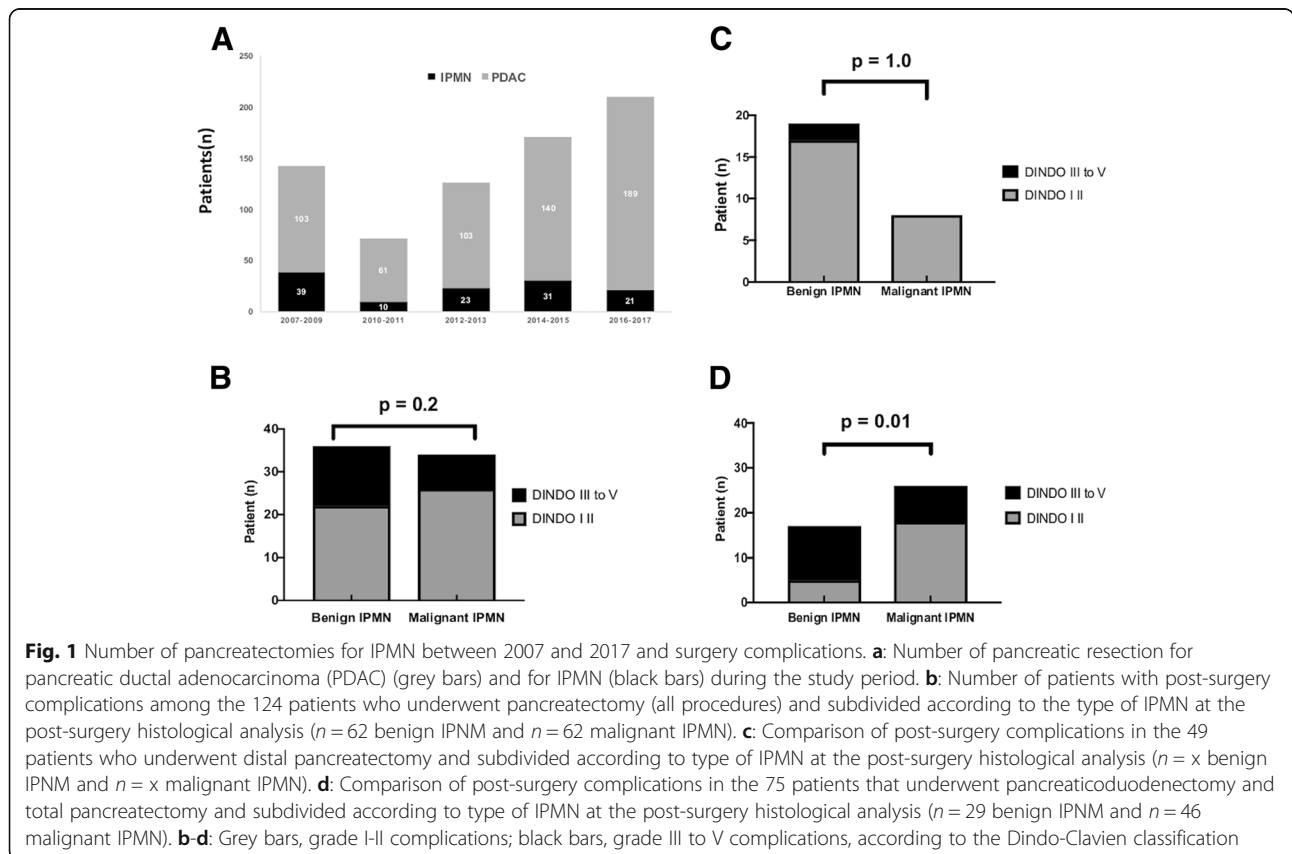 A
250
200
150
100
50
0
Patients(n)
IPMN PDAC
103
39
61
10
103
23
140
31
189
21
2007-2009 2010-2011 2012-2013 2014-2015 2016-2017
C
p = 1.0
20
15
10
5
0
Patient (n)
DINDO III to V
DINDO I II
Benign IPMN Malignant IPMN
B
p = 0.2
40
30
20
10
0
Patient (n)
DINDO III to V
DINDO I II
Benign IPMN Malignant IPMN
D
p = 0.01
40
30
20
10
0
Patient (n)
DINDO III to V
DINDO I II
Benign IPMN Malignant IPMN
Fig. 1 Number of pancreatectomies for IPMN between 2007 and 2017 and surgery complications. a: Number of pancreatic resection for
pancreatic ductal adenocarcinoma (PDAC) (grey bars) and for IPMN (black bars) during the study period. b: Number of patients with post-surgery
complications among the 124 patients who underwent pancreatectomy (all procedures) and subdivided according to the type of IPMN at the
post-surgery histological analysis (n = 62 benign IPNM and n = 62 malignant IPMN). c: Comparison of post-surgery complications in the 49
patients who underwent distal pancreatectomy and subdivided according to type of IPMN at the post-surgery histological analysis (n = x benign
IPNM and n = x malignant IPMN). d: Comparison of post-surgery complications in the 75 patients that underwent pancreaticoduodenectomy and
total pancreatectomy and subdivided according to type of IPMN at the post-surgery histological analysis (n = 29 benign IPNM and n = 46
malignant IPMN). b-d: Grey bars, grade I-II complications; black bars, grade III to V complications, according to the Dindo-Clavien classification